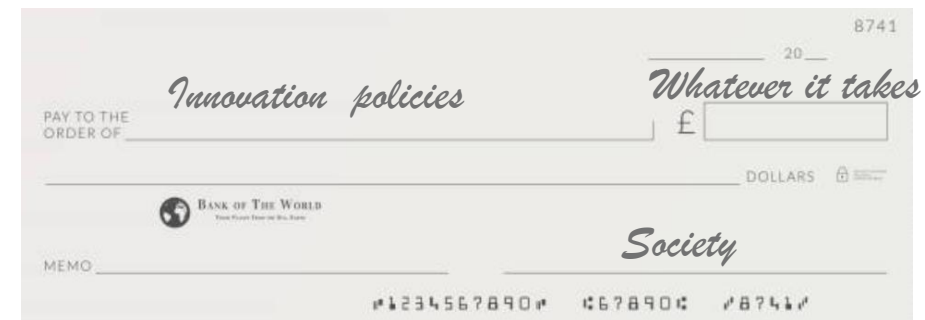 8741
20
Innovation policies
Whatever it takes
PAY TO THE
ORDER OF
£
DOLLARS
BANK OF THE WORLD
Society
MEMO
⑈1234567890⑈ ⑆67890⑆ ⑈8741⑈